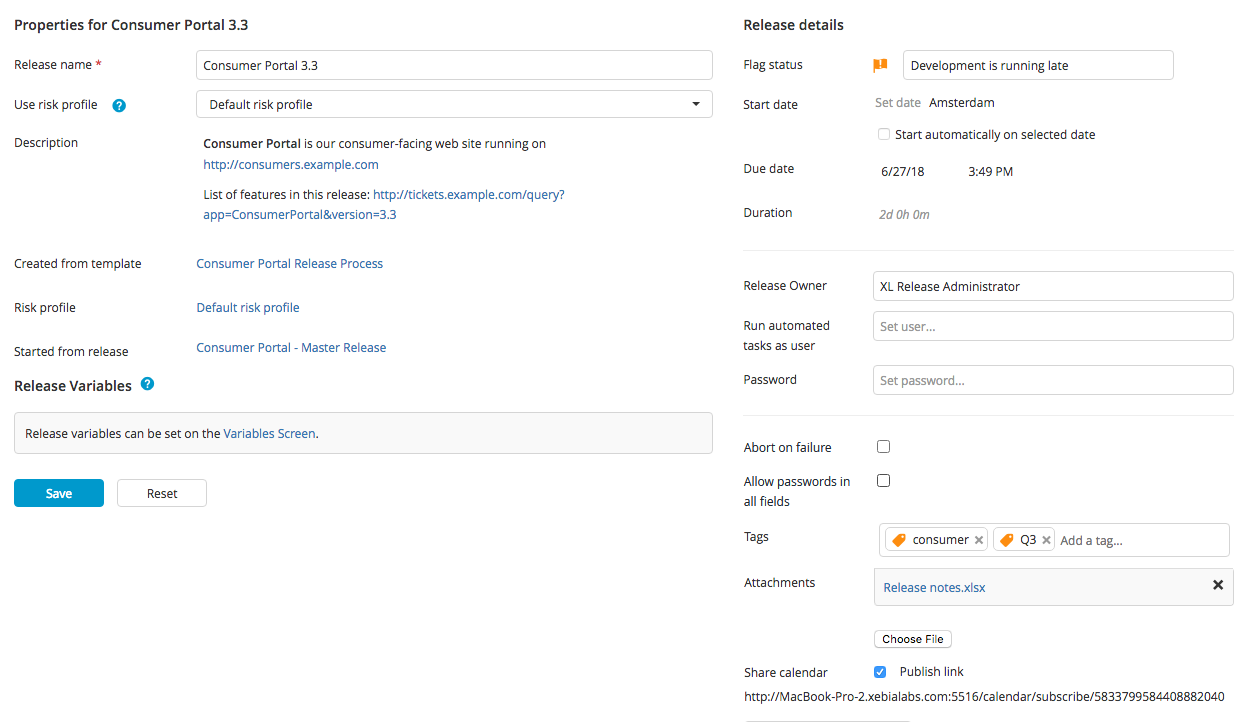 Properties for Consumer Portal 3.3
Release name *
Consumer Portal 3.3
Use risk profile ?
Default risk profile
Description
Consumer Portal is our consumer-facing web site running on
http://consumers.example.com
List of features in this release: http://tickets.example.com/query?
app=ConsumerPortal&version=3.3
Created from template
Consumer Portal Release Process
Risk profile
Default risk profile
Started from release
Consumer Portal - Master Release
Release Variables ?
Release variables can be set on the Variables Screen.
Save
Reset
Release details
Flag status
Development is running late
Start date
Set date Amsterdam
Start automatically on selected date
Due date
6/27/18 3:49 PM
Duration
2d 0h 0m
Release Owner
XL Release Administrator
Run automated
tasks as user
Set user...
Password
Set password...
Abort on failure
Allow passwords in
all fields
Tags
consumer Q3 Add a tag...
Attachments
Release notes.xlsx
Choose File
Share calendar
Publish link
http://MacBook-Pro-2.xebialabs.com:5516/calendar/subscribe/5833799584408882040